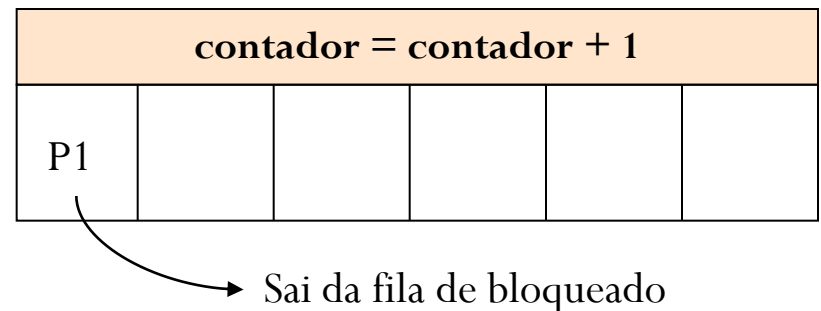 contador = contador + 1
P1
Sai da fila de bloqueado